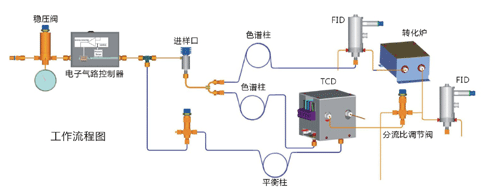 稳压阀
电子气路控制器
进样口
色谱柱
色谱柱
FID
转化炉
TCD
FID
分流比调节阀
工作流程图
平衡柱